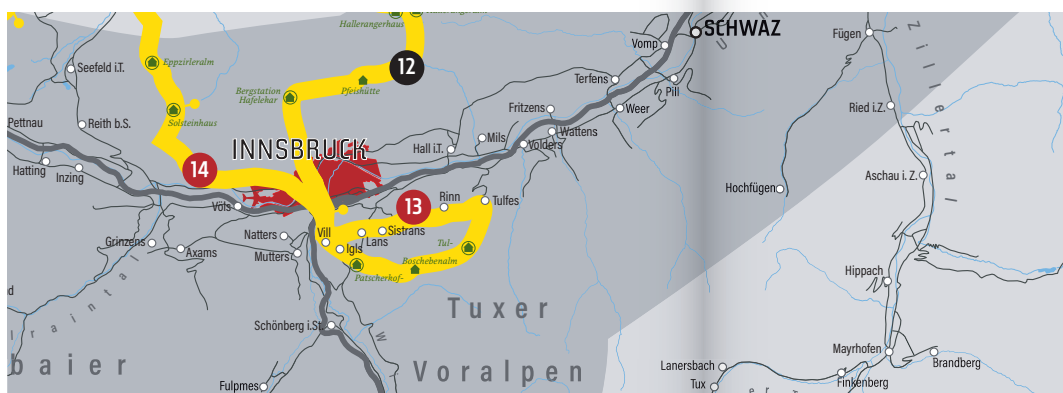 Hallerangerhaus
SCHWAZ
Fügen
Vomp
12
Eppzirleralm
Seefeld i.T.
Pfeishütte
Terfens
Pill
Bergstation
Hafelekar
Zillertal
Solsteinhaus
Fritzens
Weer
Ried i.Z.
Pettnau
Reith b.S.
Wattens
INNSBRUCK
Mils
Hall i.T.
Volders
Hatting
Inzing
14
Aschau i. Z.
Hochfügen
Völs
13
Rinn
Tulfes
Natters
Vill
Lans
Sistrans
Grinzens
Axams
Mutters
Igls
Tul-
Boschebenalm
Patscherkof-
Hippach
lraintal
Tuxer
Schönberg i.St.
W
Mayrhofen
Brandberg
baier
Voralpen
Lanersbach
Finkenberg
Fulpmes
Tux